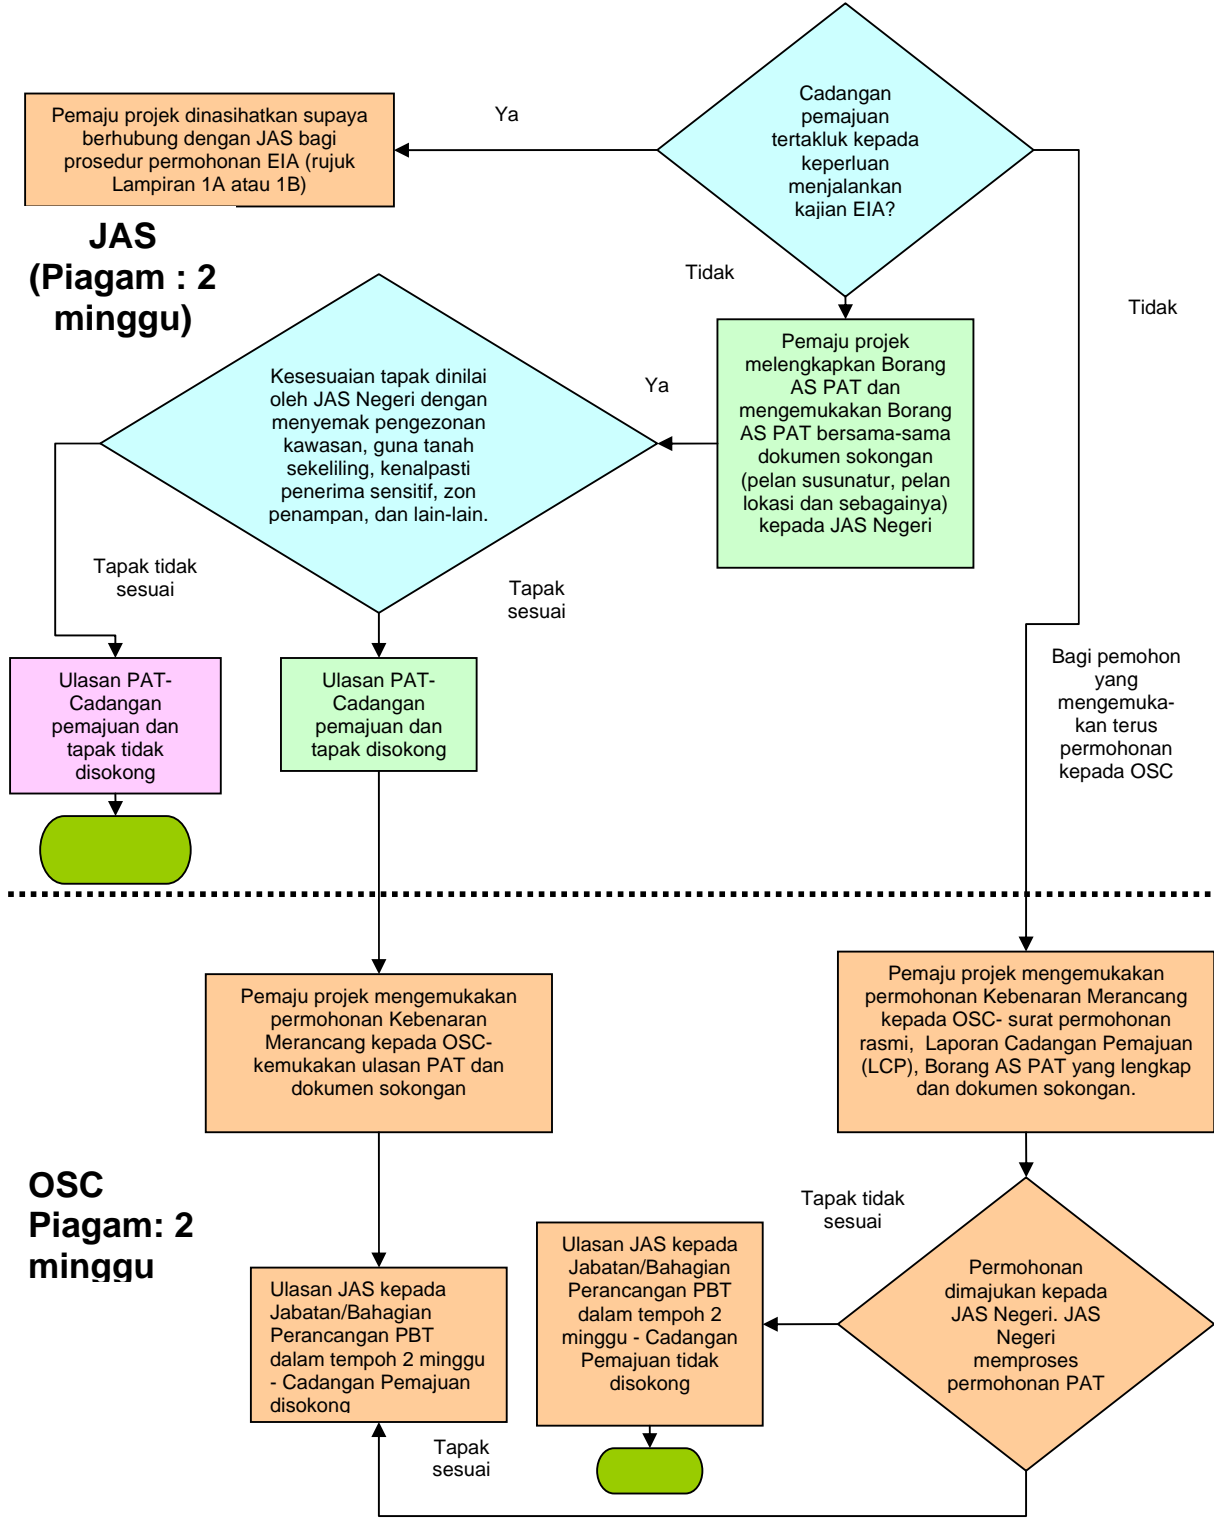 Cadangan
pemajuan
tertakluk kepada
keperluan
menjalankan
kajian EIA?
Ya
Pemaju projek dinasihatkan supaya
berhubung dengan JAS bagi
prosedur permohonan EIA (rujuk
Lampiran 1A atau 1B)
JAS
(Piagam : 2
minggu)
Tidak
Tidak
Pemaju projek
melengkapkan Borang
AS PAT dan
mengemukakan Borang
AS PAT bersama-sama
dokumen sokongan
(pelan susunatur, pelan
lokasi dan sebagainya)
kepada JAS Negeri
Ya
Kesesuaian tapak dinilai
oleh JAS Negeri dengan
menyemak pengezonan
kawasan, guna tanah
sekeliling, kenalpasti
penerima sensitif, zon
penampan, dan lain-lain.
Tapak tidak
sesuai
Tapak
sesuai
Ulasan PAT-
Cadangan
pemajuan dan
tapak tidak
disokong
Ulasan PAT-
Cadangan
pemajuan dan
tapak disokong
Bagi pemohon
yang
mengemuka-
kan terus
permohonan
kepada OSC
Pemaju projek mengemukakan
permohonan Kebenaran
Merancang kepada OSC-
kemukakan ulasan PAT dan
dokumen sokongan
Pemaju projek mengemukakan
permohonan Kebenaran Merancang
kepada OSC- surat permohonan
rasmi, Laporan Cadangan Pemajuan
(LCP), Borang AS PAT yang lengkap
dan dokumen sokongan.
OSC
Piagam: 2
minggu
Tapak tidak
sesuai
Ulasan JAS kepada
Jabatan/Bahagian
Perancangan PBT
dalam tempoh 2 minggu
- Cadangan Pemajuan
disokong
Ulasan JAS kepada
Jabatan/Bahagian
Perancangan PBT
dalam tempoh 2
minggu - Cadangan
Pemajuan tidak
disokong
Permohonan
dimajukan kepada
JAS Negeri. JAS
Negeri
memproses
permohonan PAT
Tapak
sesuai